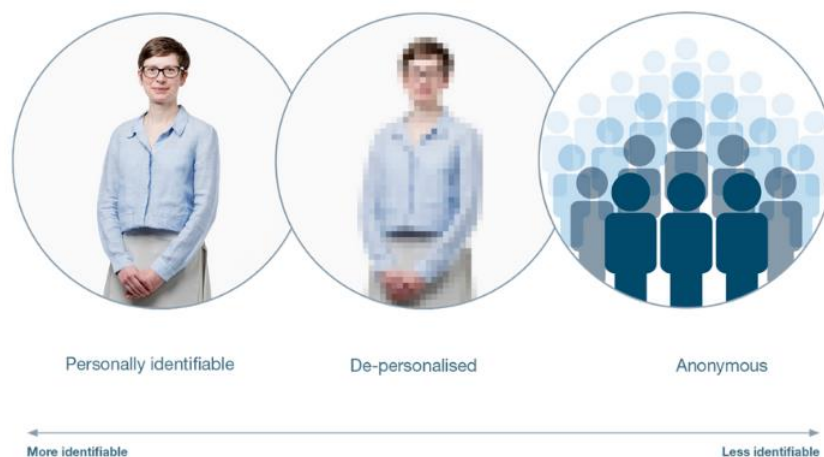 Personally identifiable
De-personalised
Anonymous
More identifiable
Less identifiable